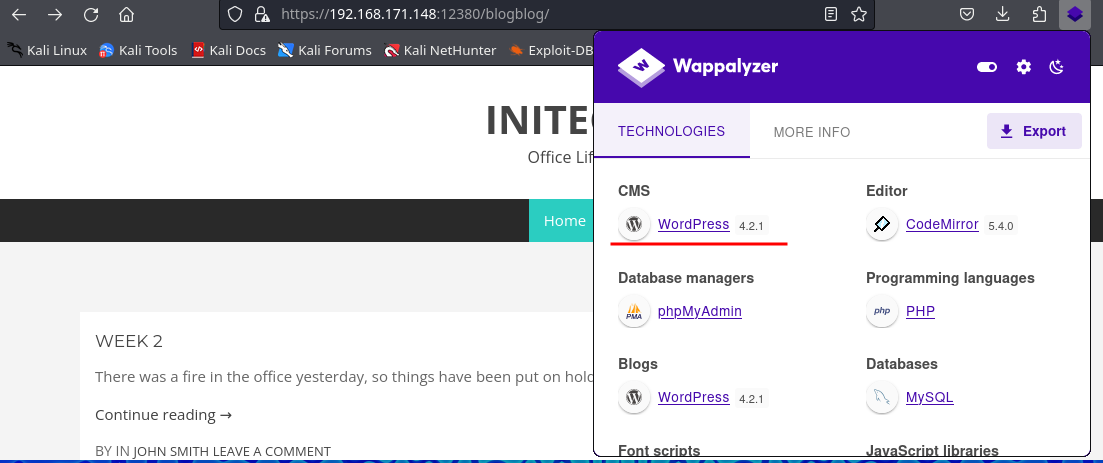 https://192.168.171.148:12380/blogblog/
Kali Linux Kali Tools Kali Docs Kali Forums Kali NetHunter Exploit-DB
Wappalyzer
TECHNOLOGIES MORE INFO Export
INITE
Office Lif
Home
CMS Editor
WordPress 4.2.1 CodeMirror 5.4.0
Database managers Programming languages
PMA phpMyAdmin php PHP
Blogs Databases
WordPress 4.2.1 MySQL
Font scripts JavaScript libraries
WEEK 2
There was a fire in the office yesterday, so things have been put on hold
Continue reading →
BY IN JOHN SMITH LEAVE A COMMENT